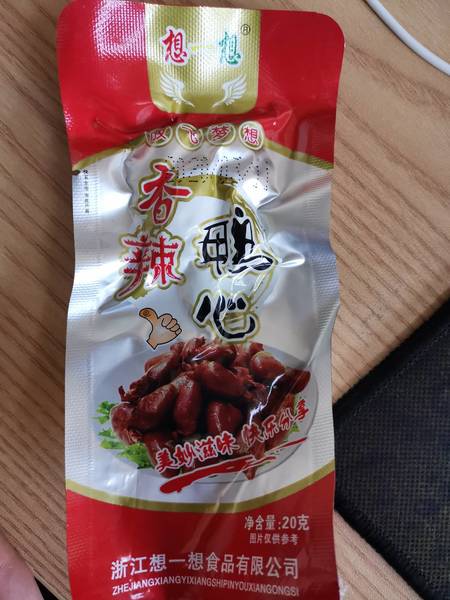 想一想®
放飞梦想
香辣
鸭心
美妙滋味 快乐分享
净含量:20克
图片仅供参考
浙江想一想食品有限公司
ZHEJIANGXIANGYIXIANGSHIPINYOUXIANGONGSI